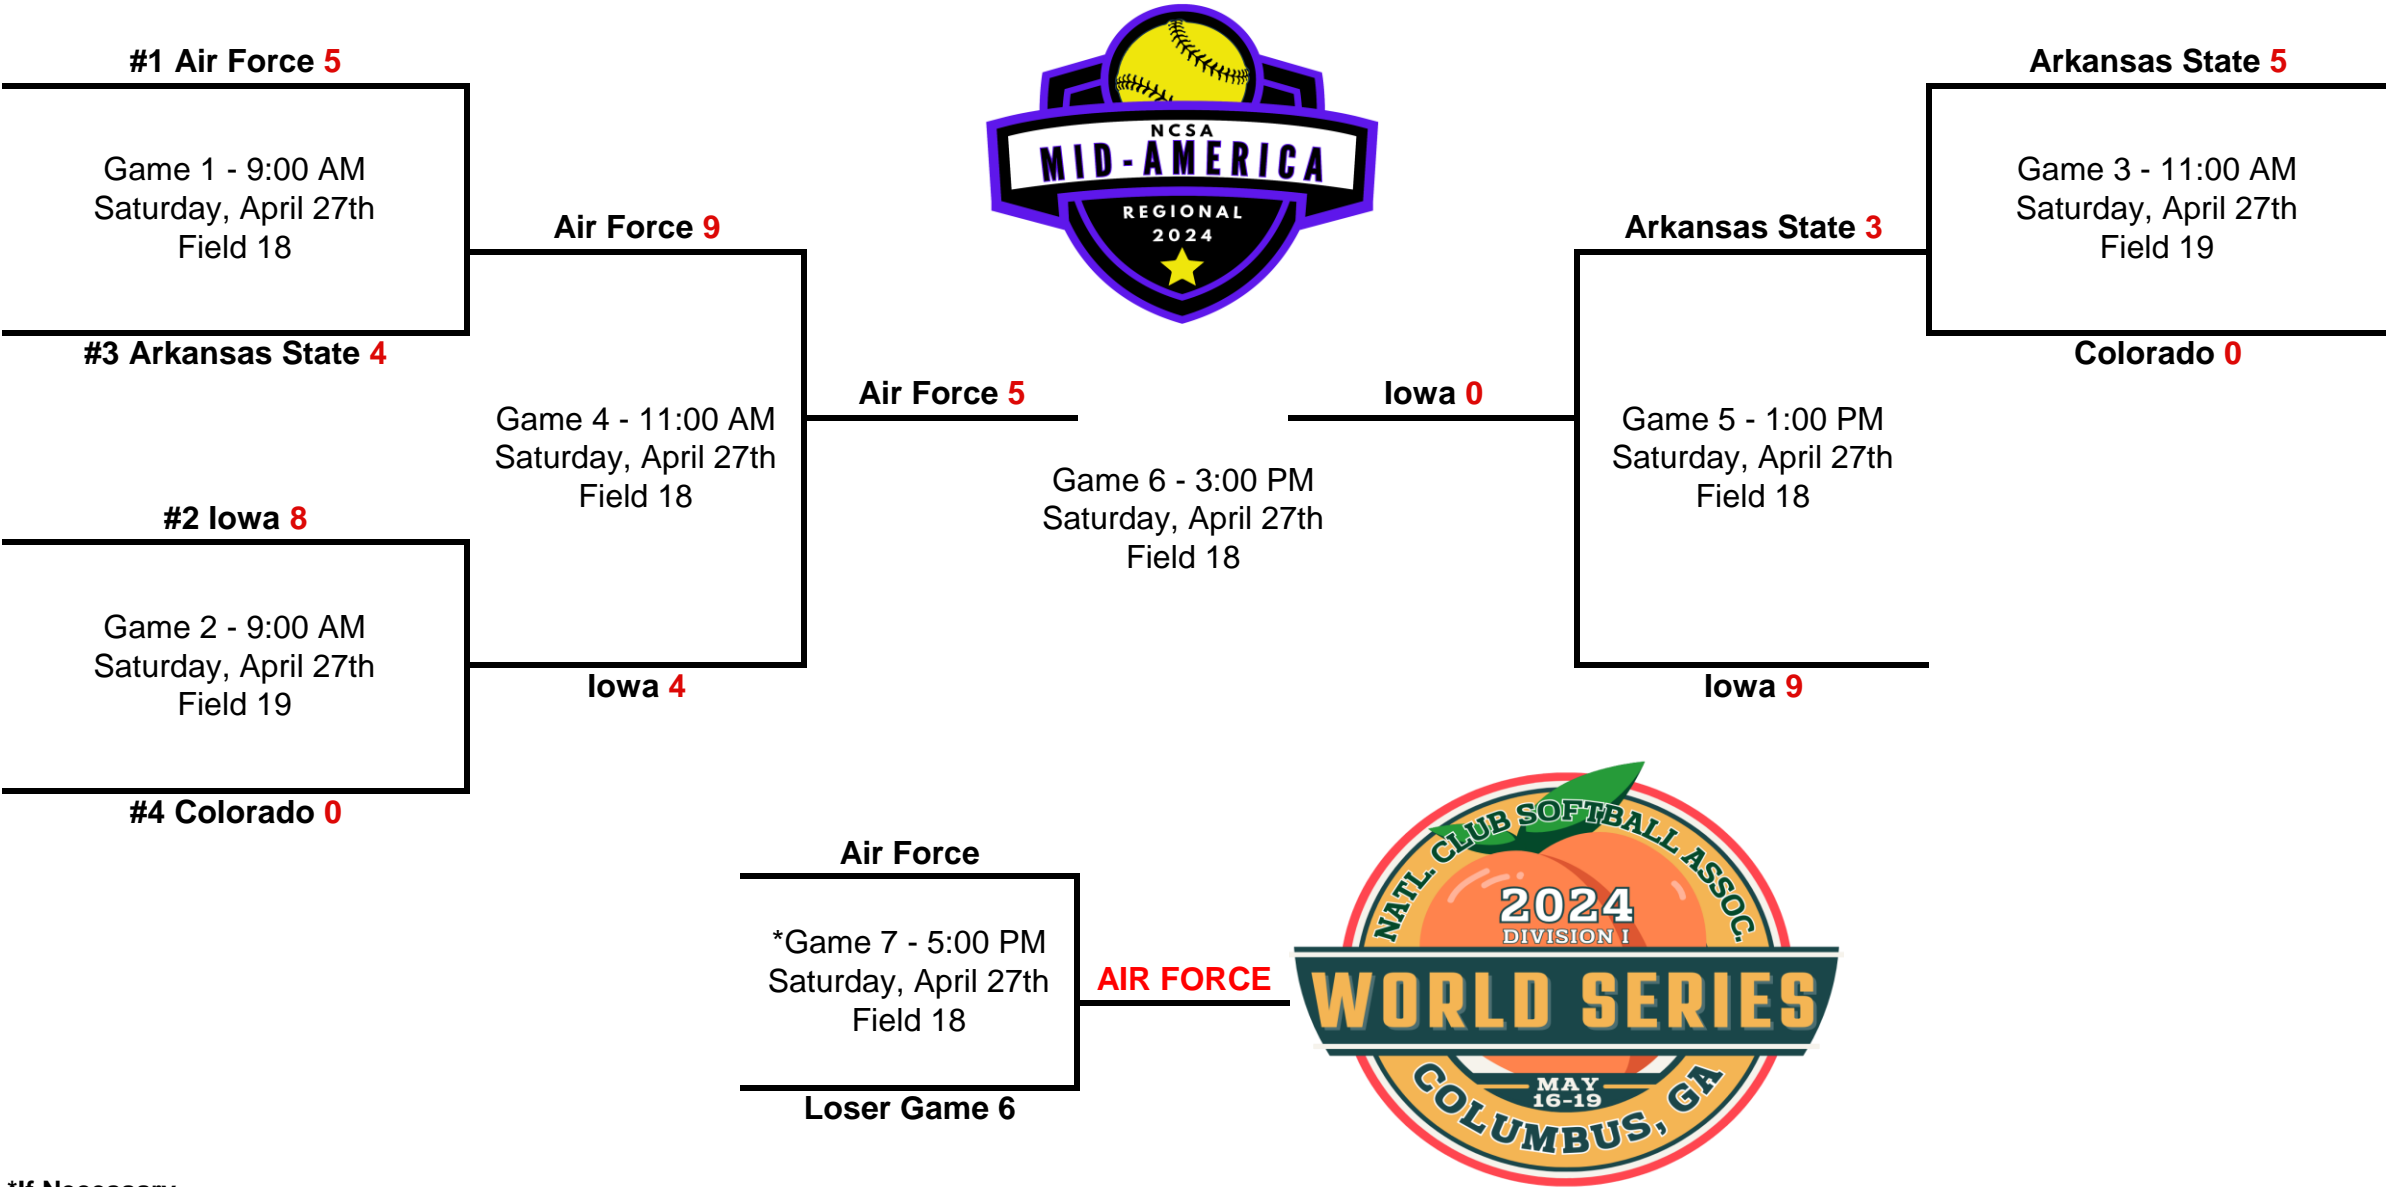 #1 Air Force 5
Game 1 - 9:00 AM
Saturday, April 27th
Field 18
#3 Arkansas State 4
#2 Iowa 8
Game 2 - 9:00 AM
Saturday, April 27th
Field 19
#4 Colorado 0
Air Force 9
Game 4 - 11:00 AM
Saturday, April 27th
Field 18
Iowa 4
Air Force 5
NCSA
MID-AMERICA
REGIONAL
2024
Game 6 - 3:00 PM
Saturday, April 27th
Field 18
Iowa 0
Arkansas State 3
Game 5 - 1:00 PM
Saturday, April 27th
Field 18
Iowa 9
Arkansas State 5
Game 3 - 11:00 AM
Saturday, April 27th
Field 19
Colorado 0
Air Force
*Game 7 - 5:00 PM
Saturday, April 27th
Field 18
Loser Game 6
AIR FORCE
NATL. CLUB SOFTBALL ASSOC.
2024
DIVISION I
WORLD SERIES
MAY
16-19
COLUMBUS, GA
*If Necessary